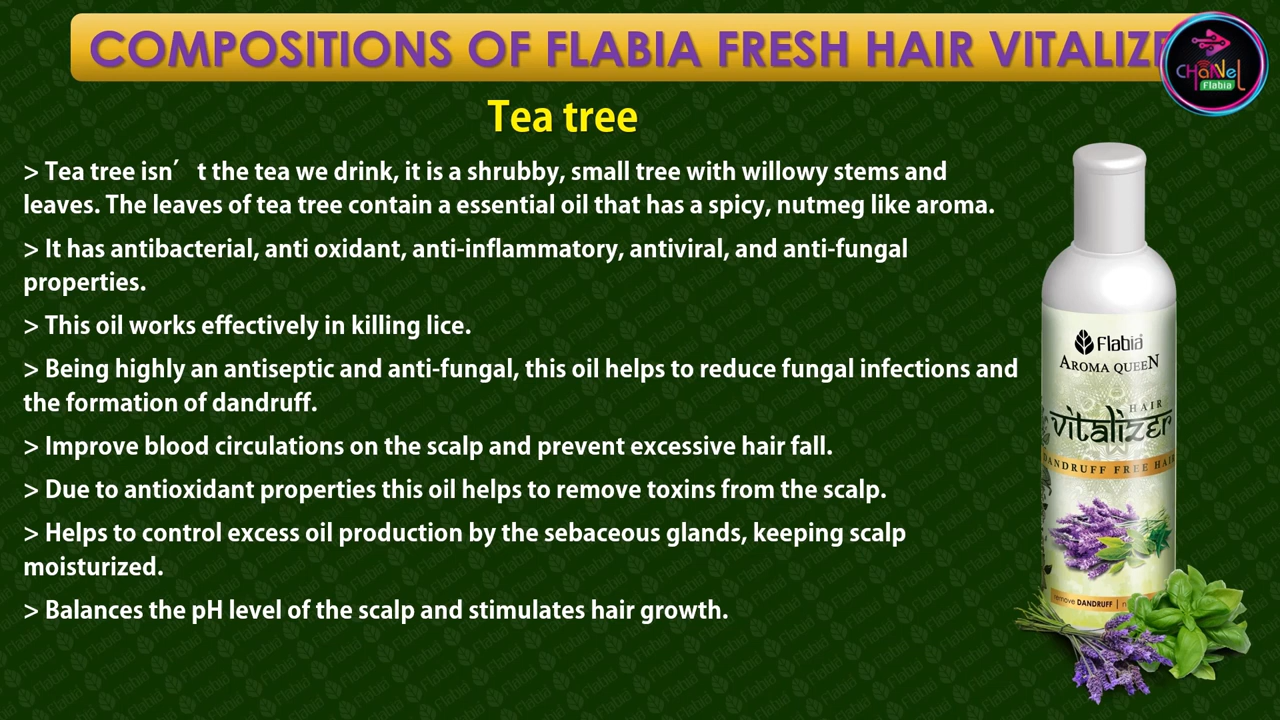 COMPOSITIONS OF FLABIA FRESH HAIR VITALIZE
CHaNNel
Flabia
Tea tree
> Tea tree isn′ t the tea we drink, it is a shrubby, small tree with willowy stems and
leaves. The leaves of tea tree contain a essential oil that has a spicy, nutmeg like aroma.
> It has antibacterial, anti oxidant, anti-inflammatory, antiviral, and anti-fungal
properties.
> This oil works effectively in killing lice.
> Being highly an antiseptic and anti-fungal, this oil helps to reduce fungal infections and
the formation of dandruff.
> Improve blood circulations on the scalp and prevent excessive hair fall.
> Due to antioxidant properties this oil helps to remove toxins from the scalp.
> Helps to control excess oil production by the sebaceous glands, keeping scalp
moisturized.
> Balances the pH level of the scalp and stimulates hair growth.
Flabia
AROMA QUEEN
HAIR
vitalizer
DANDRUFF FREE HAIR
remove DANDRUFF |